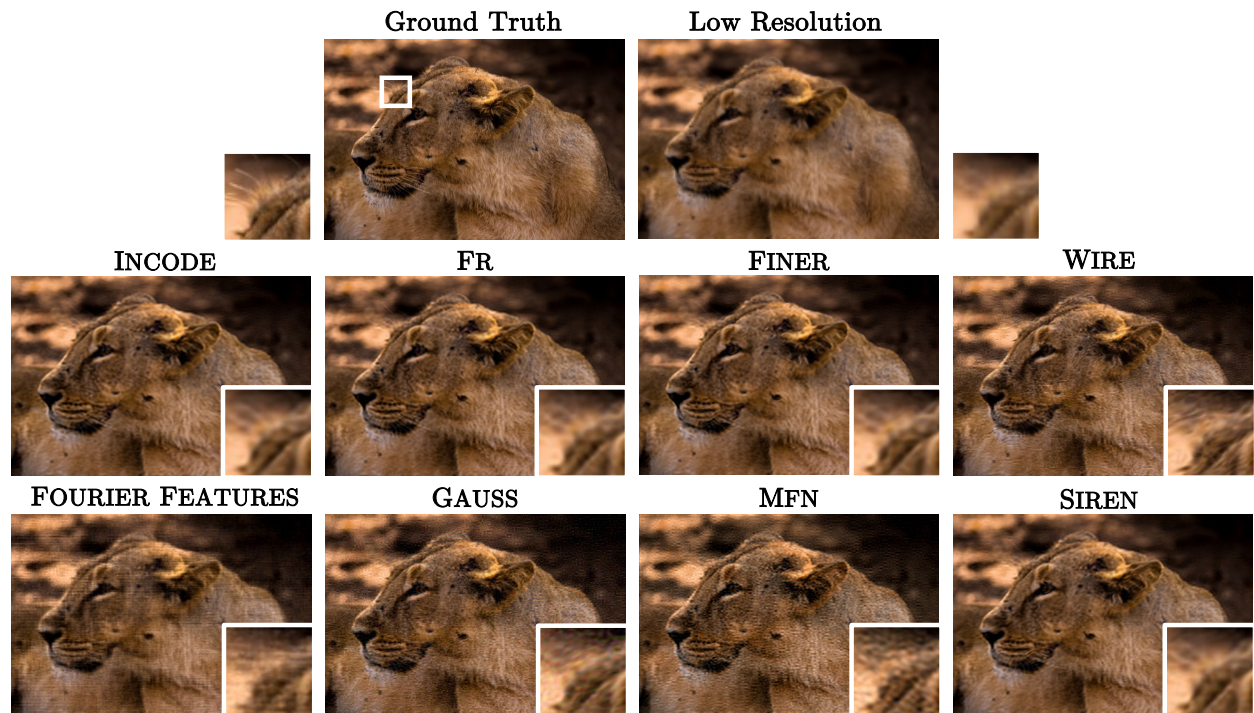 Ground Truth
Low Resolution
INCODE
FR
FINER
WIRE
FOURIER FEATURES
GAUSS
MFN
SIREN